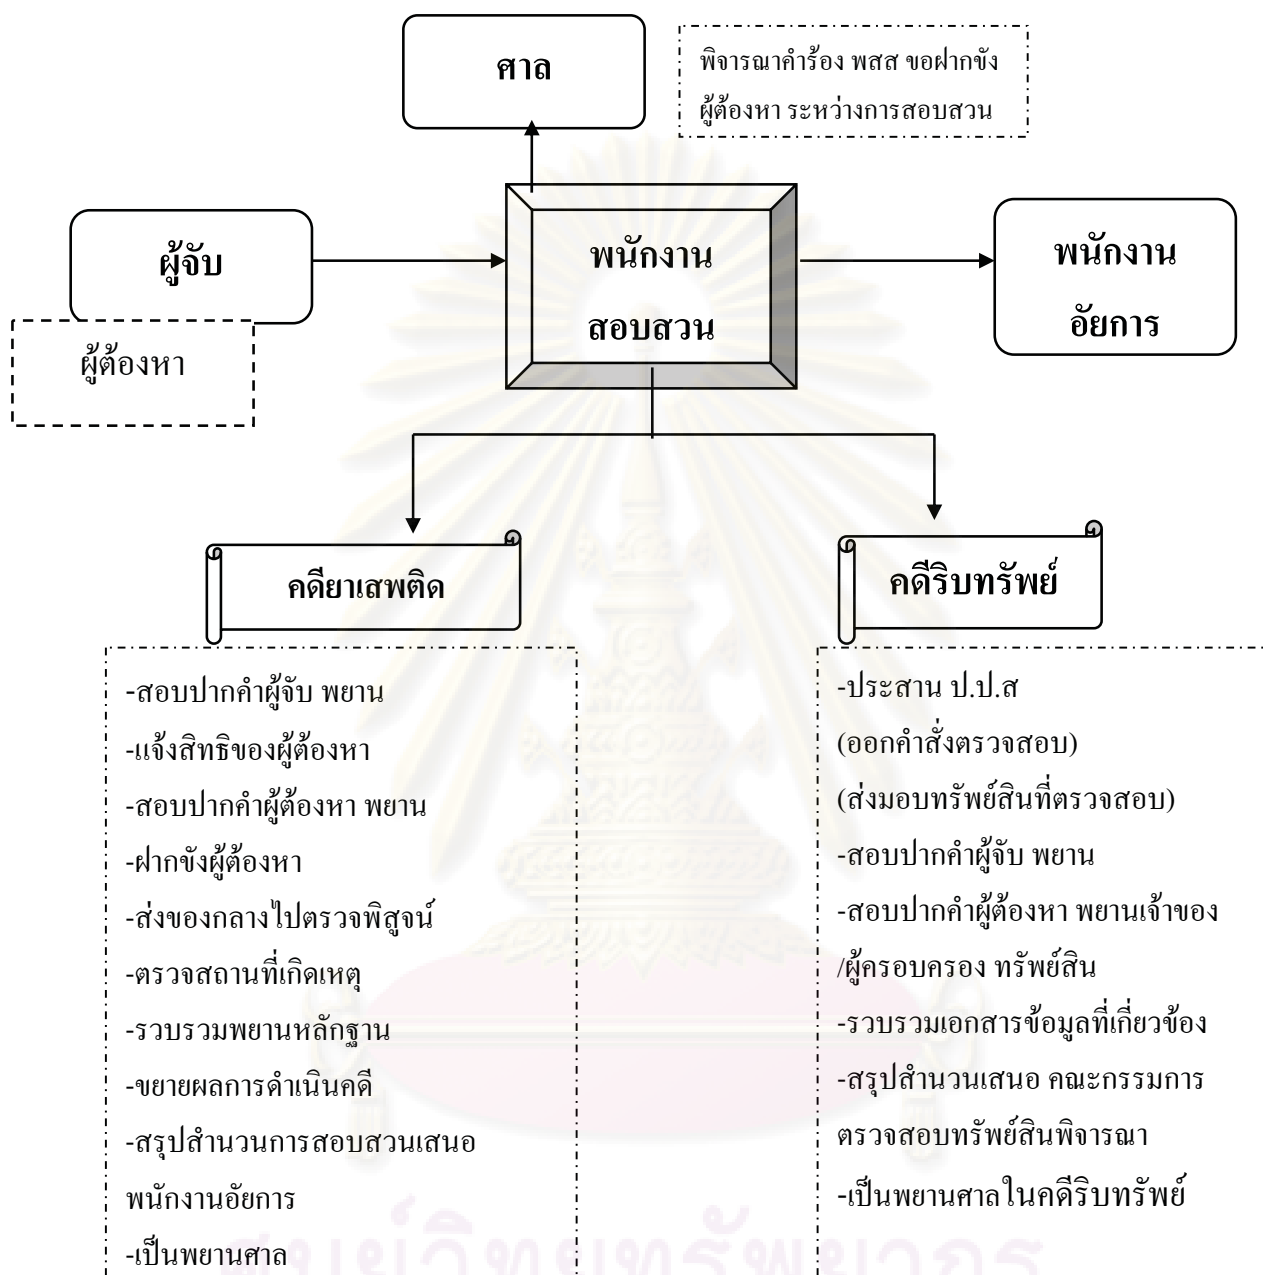 ศาล
พิจารณาคำร้อง พสส ขอฝากขัง
ผู้ต้องหา ระหว่างการสอบสวน
ผู้จับ
ผู้ต้องหา
พนักงาน
สอบสวน
พนักงาน
อัยการ
คดียาเสพติด
-สอบปากคำผู้จับ พยาน
-แจ้งสิทธิของผู้ต้องหา
-สอบปากคำผู้ต้องหา พยาน
-ฝากขังผู้ต้องหา
-ส่งของกลางไปตรวจพิสูจน์
-ตรวจสถานที่เกิดเหตุ
-รวบรวมพยานหลักฐาน
-ขยายผลการดำเนินคดี
-สรุปสำนวนการสอบสวนเสนอ
พนักงานอัยการ
-เป็นพยานศาล
คดีริบทรัพย์
-ประสาน ป.ป.ส
(ออกคำสั่งตรวจสอบ)
(ส่งมอบทรัพย์สินที่ตรวจสอบ)
-สอบปากคำผู้จับ พยาน
-สอบปากคำผู้ต้องหา พยานเจ้าของ
/ผู้ครอบครอง ทรัพย์สิน
-รวบรวมเอกสารข้อมูลที่เกี่ยวข้อง
-สรุปสำนวนเสนอ คณะกรรมการ
ตรวจสอบทรัพย์สินพิจารณา
-เป็นพยานศาลในคดีริบทรัพย์
ศูนย์วิทยทรัพยากร